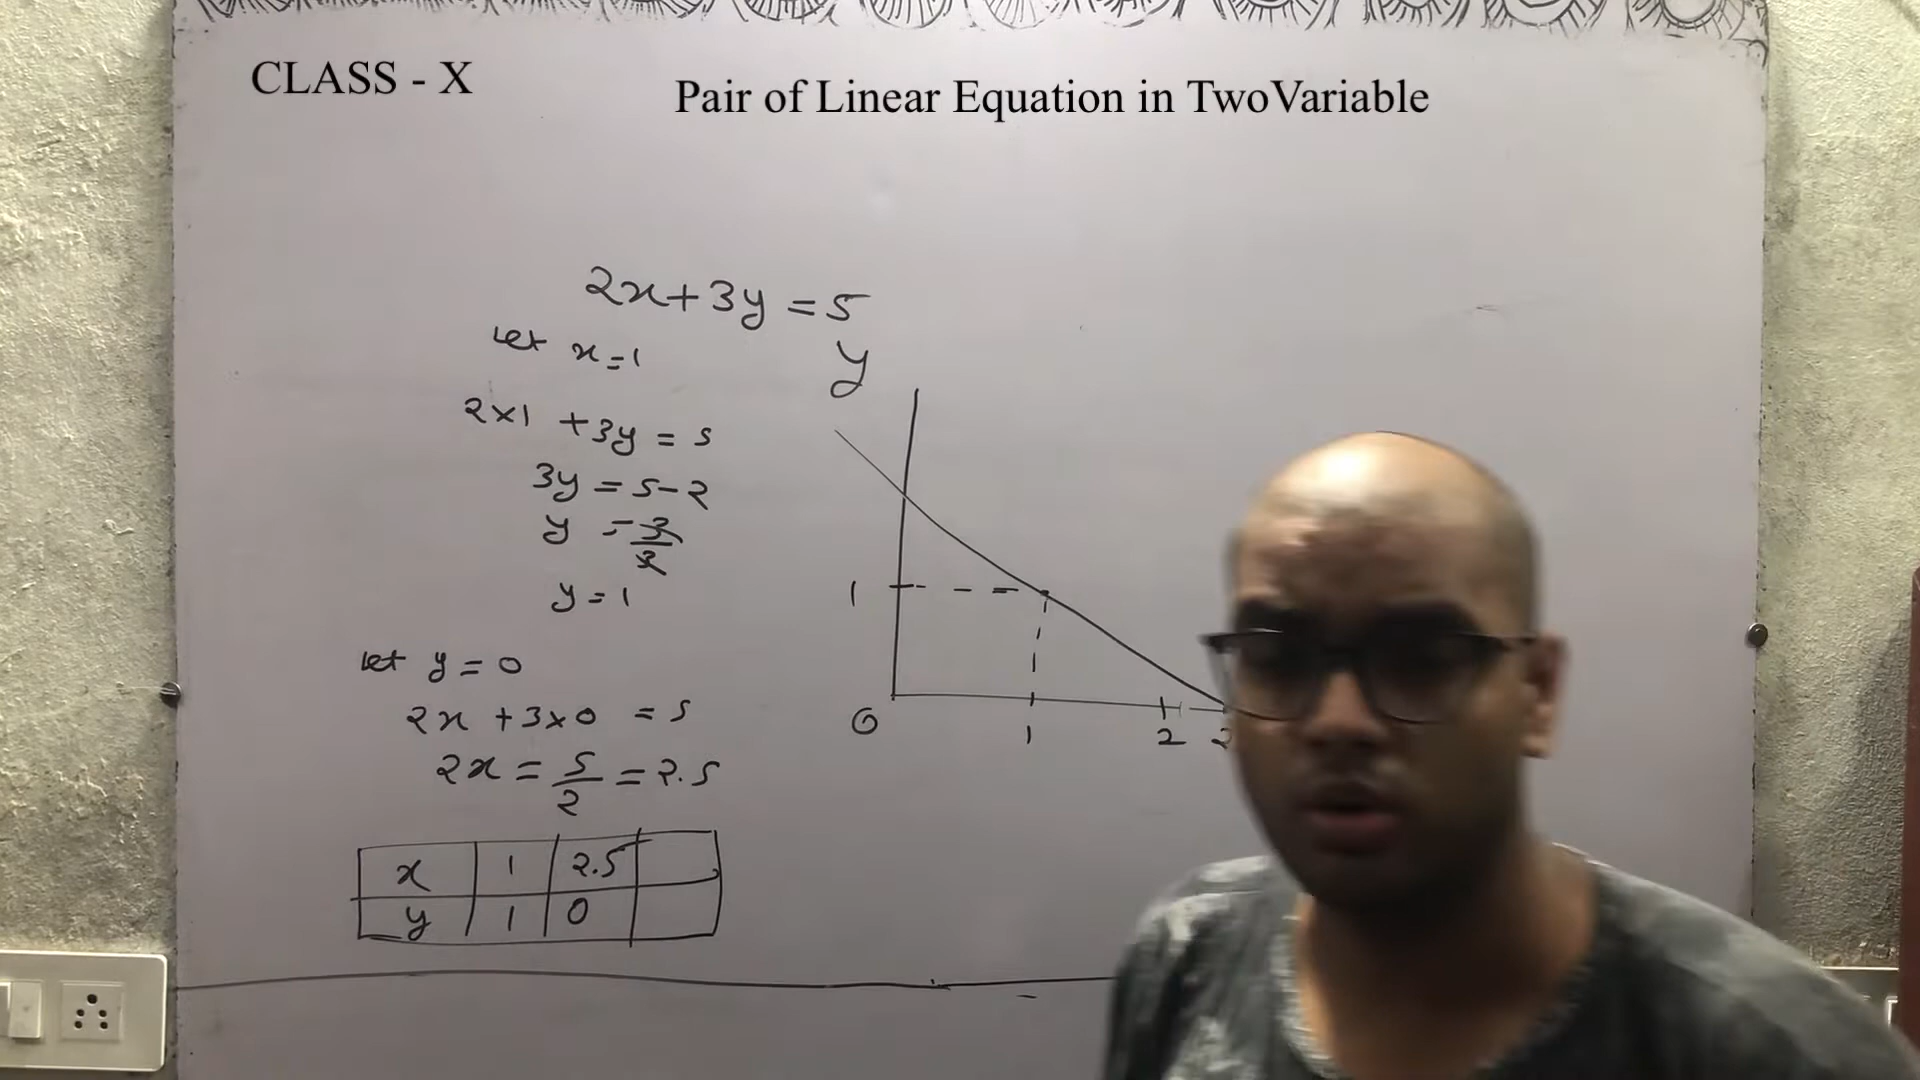 CLASS - X
Pair of Linear Equation in TwoVariable
2x+3y = 5
let x=1
2×1 +3y = 5
3y = 5-2
y = 3/3
y = 1
let y = 0
2x +3×0 = 5
2x = 5/2 = 2.5
x 1 2.5
y 1 0
y
1
0 1 2